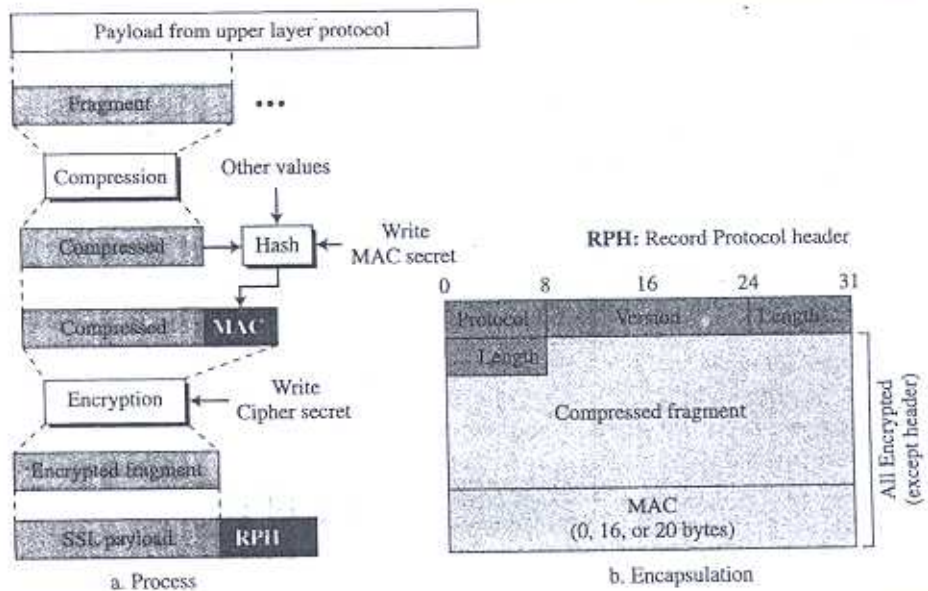 Payload from upper layer protocol
Fragment
Compression
Other values
Compressed
Hash
Write
MAC secret
Compressed
MAC
Encryption
Write
Cipher secret
Encrypted fragment
SSL payload
RPH
a. Process
RPH: Record Protocol header
0 8 16 24 31
Protocol
Version
Length ...
... Length
Compressed fragment
MAC
(0, 16, or 20 bytes)
All Encrypted
(except header)
b. Encapsulation